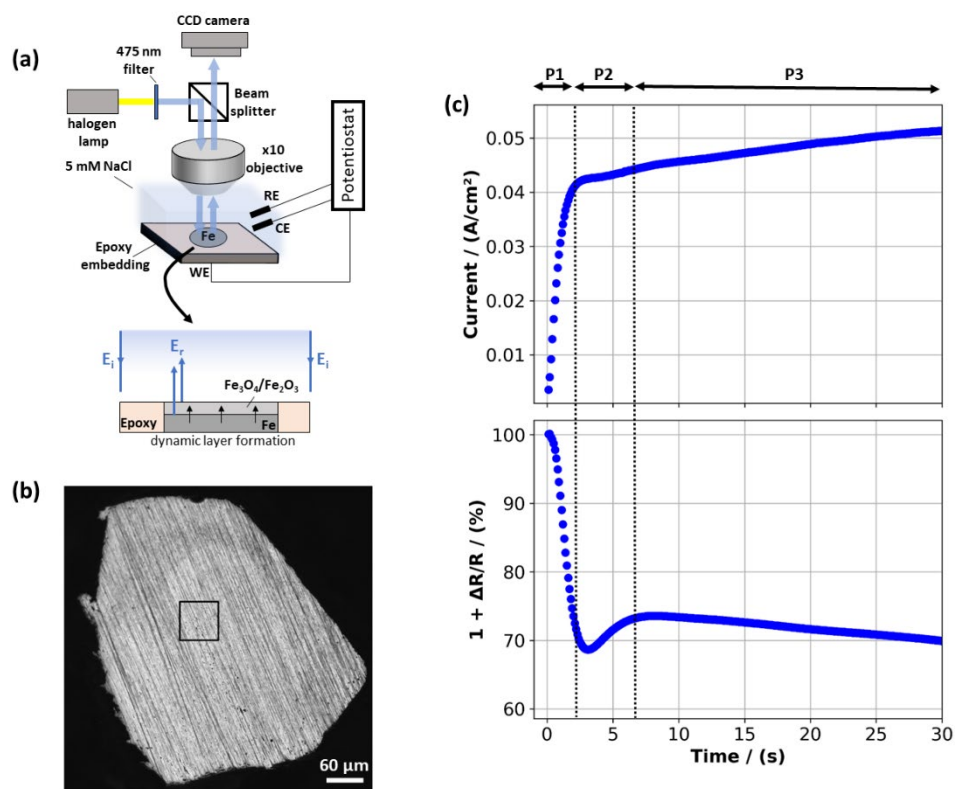 (a)
CCD camera
475 nm
filter
Beam
splitter
halogen
lamp
x10
objective
5 mM NaCl
Potentiostat
RE
CE
Fe
Epoxy
embedding
WE
Eᵢ
Eᵣ
Eᵢ
Fe₃O₄/Fe₂O₃
Epoxy
Fe
dynamic layer formation
(b)
60 µm
(c)
P1 P2 P3
Current / (A/cm²)
0.05
0.04
0.03
0.02
0.01
1 + ΔR/R / (%)
100
90
80
70
60
0 5 10 15 20 25 30
Time / (s)